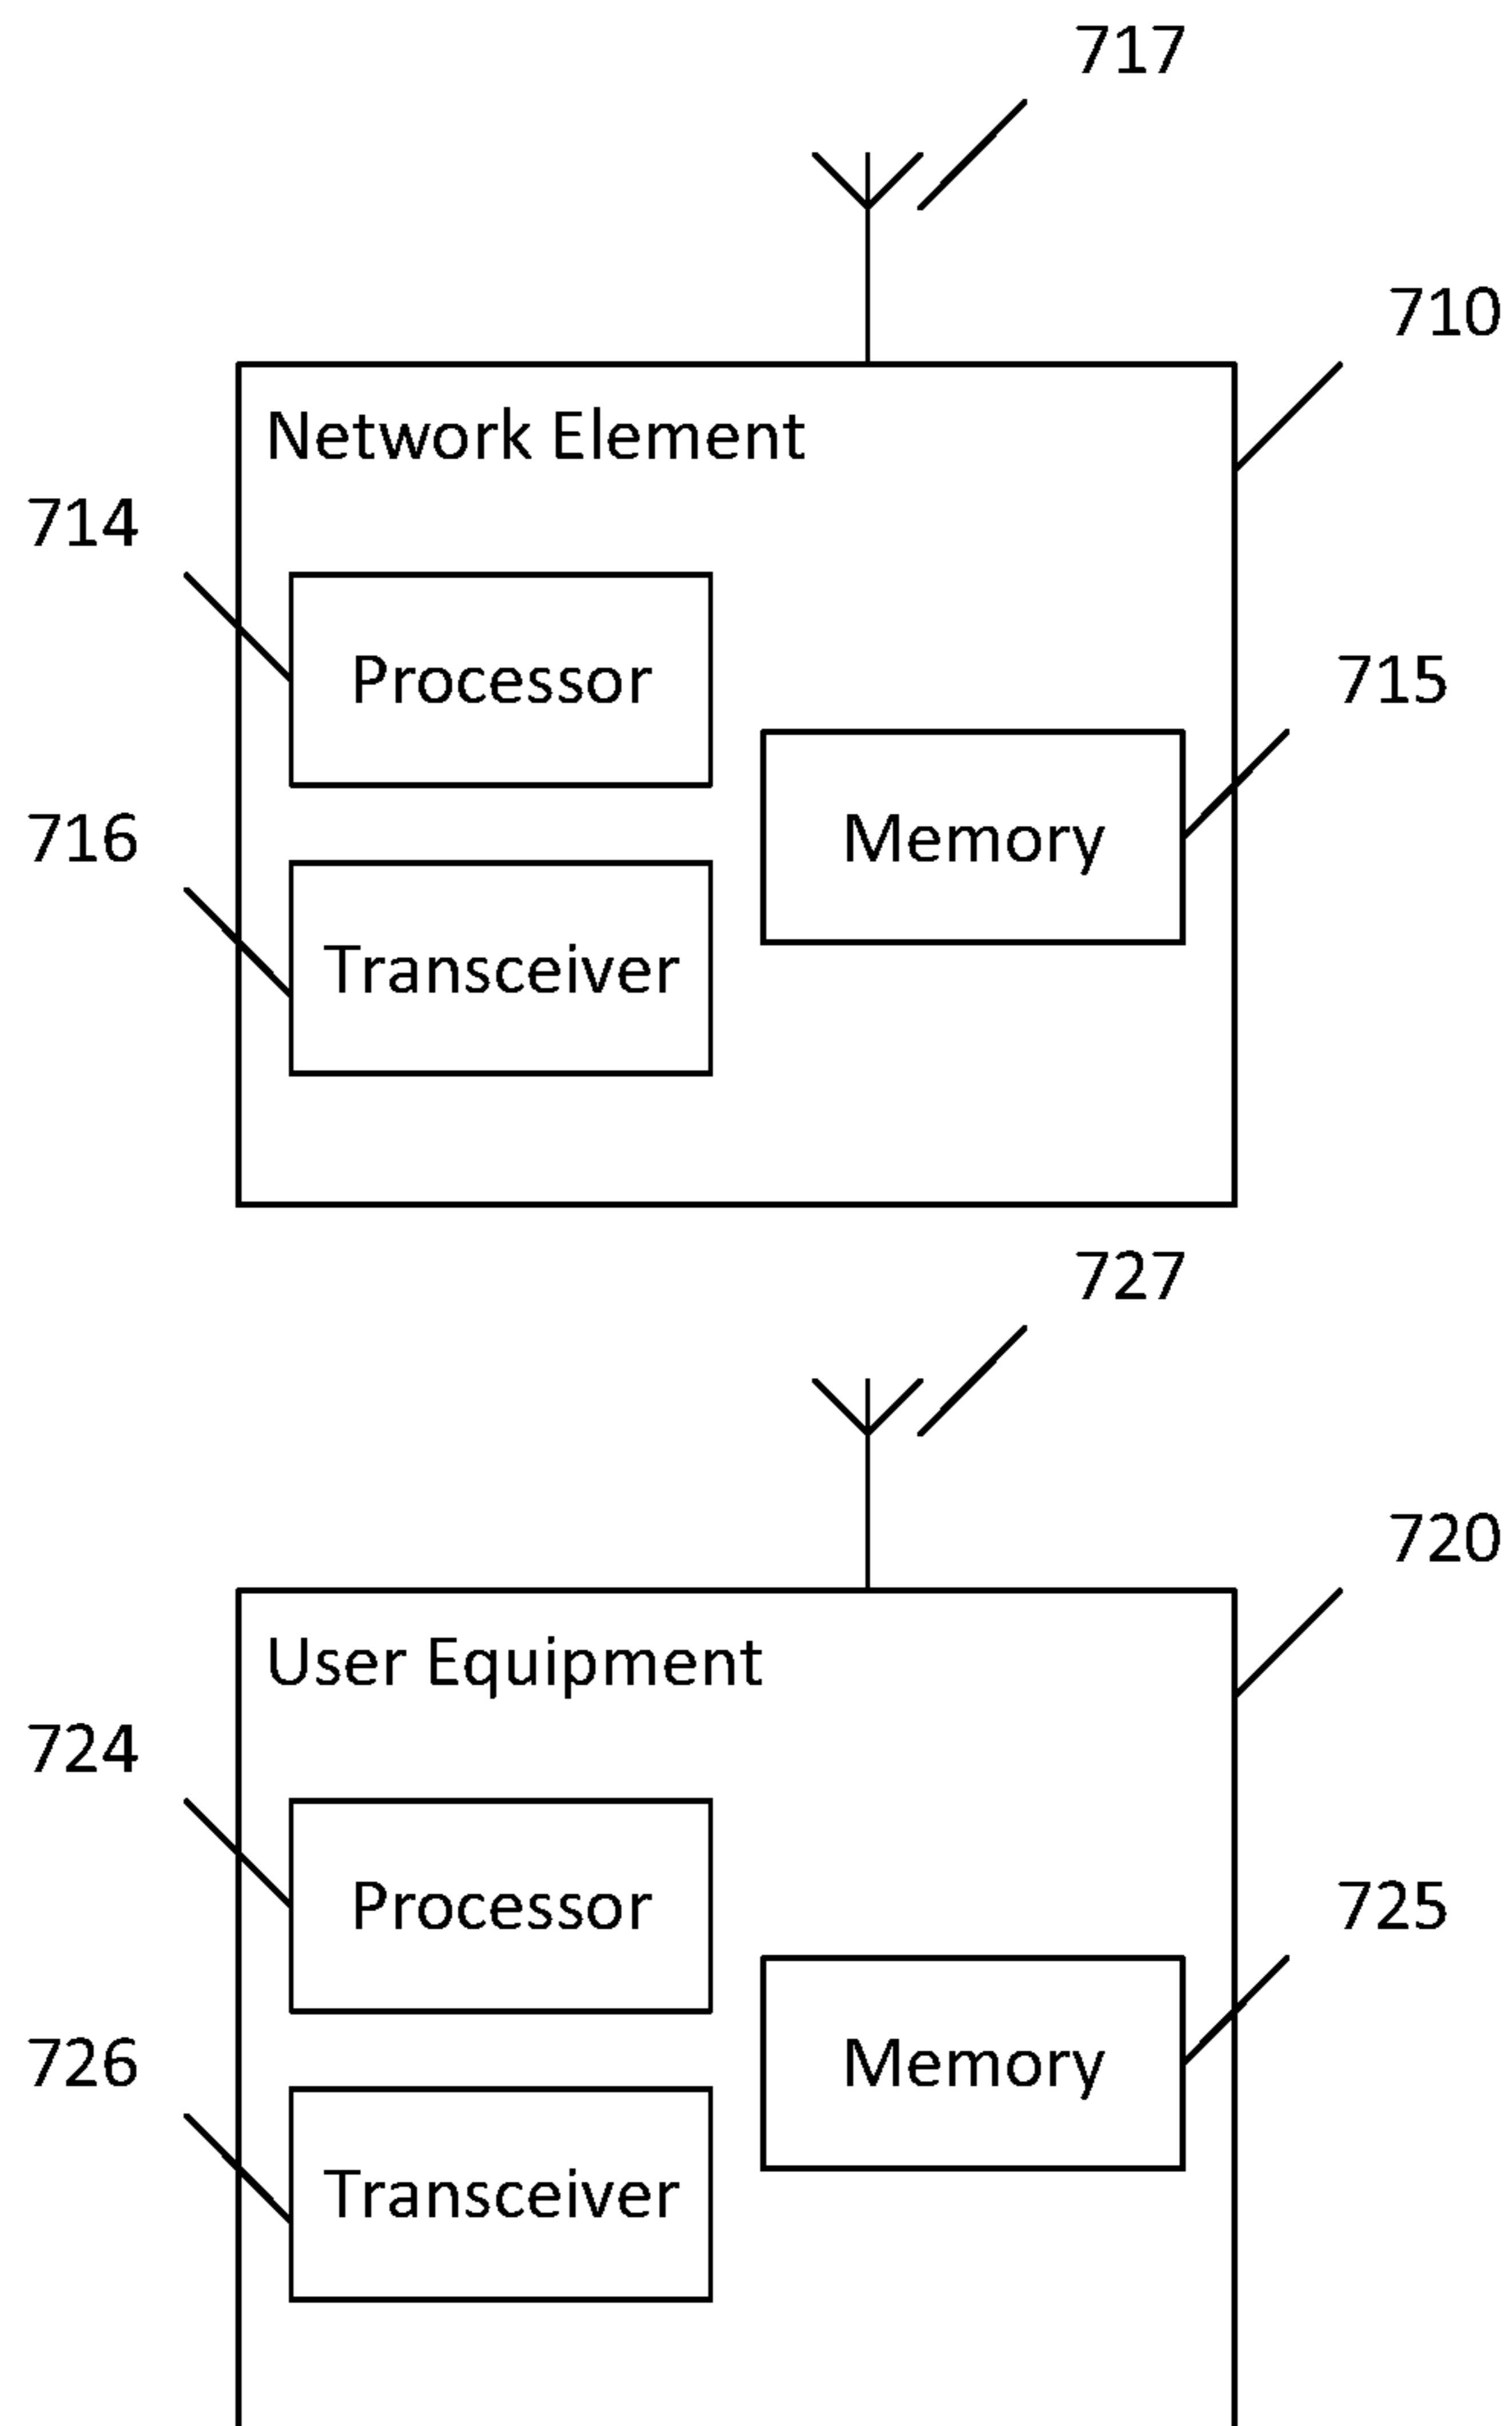 717
710
Network Element
714
Processor
715
Memory
716
Transceiver
727
720
User Equipment
724
Processor
725
Memory
726
Transceiver